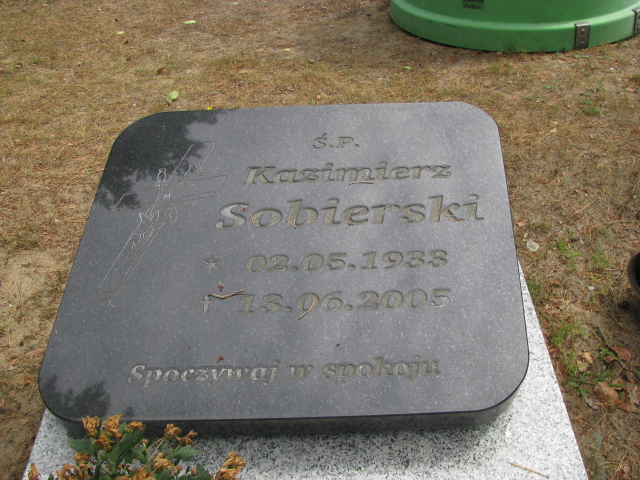 Ś.P.
Kazimierz
Sobierski
* 02.05.1933
† 13.06.2005
Spoczywaj w spokoju